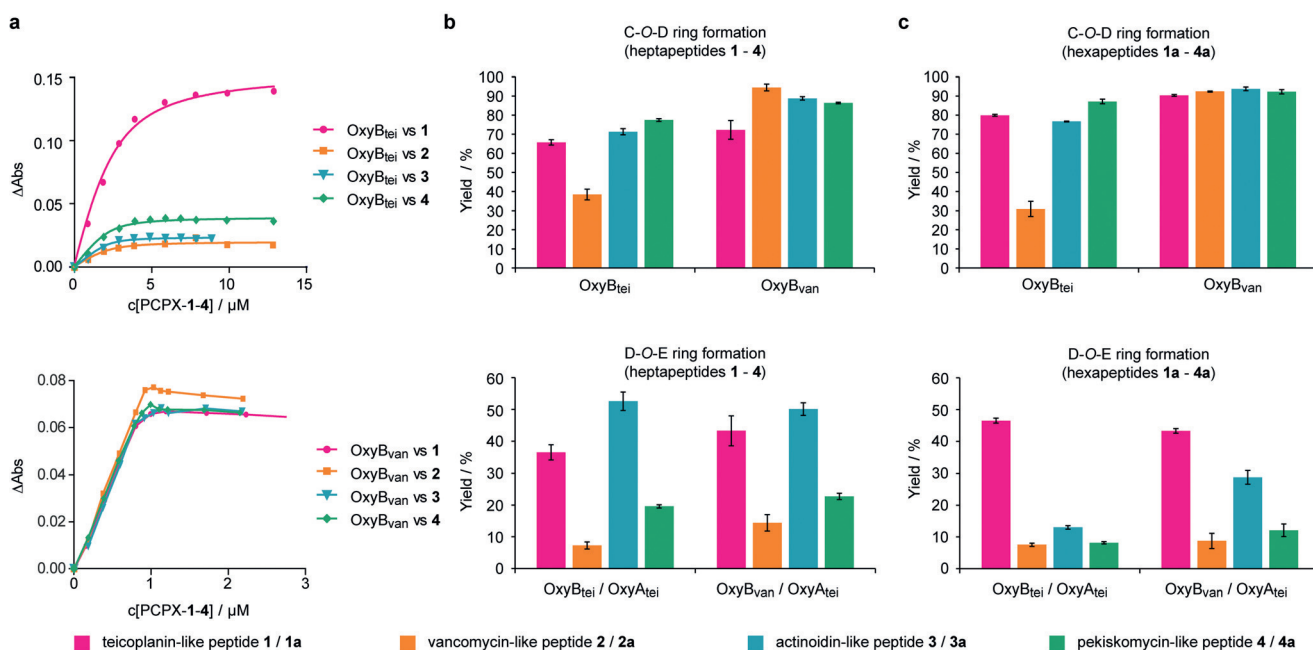 a
ΔAbs
0.15
0.10
0.05
0.00
0
5
10
15
c[PCPX-1-4] / µM
OxyBtei vs 1
OxyBtei vs 2
OxyBtei vs 3
OxyBtei vs 4
ΔAbs
0.08
0.06
0.04
0.02
0.00
0
1
2
3
c[PCPX-1-4] / µM
OxyBvan vs 1
OxyBvan vs 2
OxyBvan vs 3
OxyBvan vs 4
b
C-O-D ring formation
(heptapeptides 1 - 4)
Yield / %
100
90
80
70
60
50
40
30
20
10
0
OxyBtei
OxyBvan
D-O-E ring formation
(heptapeptides 1 - 4)
Yield / %
60
50
40
30
20
10
0
OxyBtei / OxyAtei
OxyBvan / OxyAtei
c
C-O-D ring formation
(hexapeptides 1a - 4a)
Yield / %
100
90
80
70
60
50
40
30
20
10
0
OxyBtei
OxyBvan
D-O-E ring formation
(hexapeptides 1a - 4a)
Yield / %
60
50
40
30
20
10
0
OxyBtei / OxyAtei
OxyBvan / OxyAtei
teicoplanin-like peptide 1 / 1a
vancomycin-like peptide 2 / 2a
actinoidin-like peptide 3 / 3a
pekiskomycin-like peptide 4 / 4a